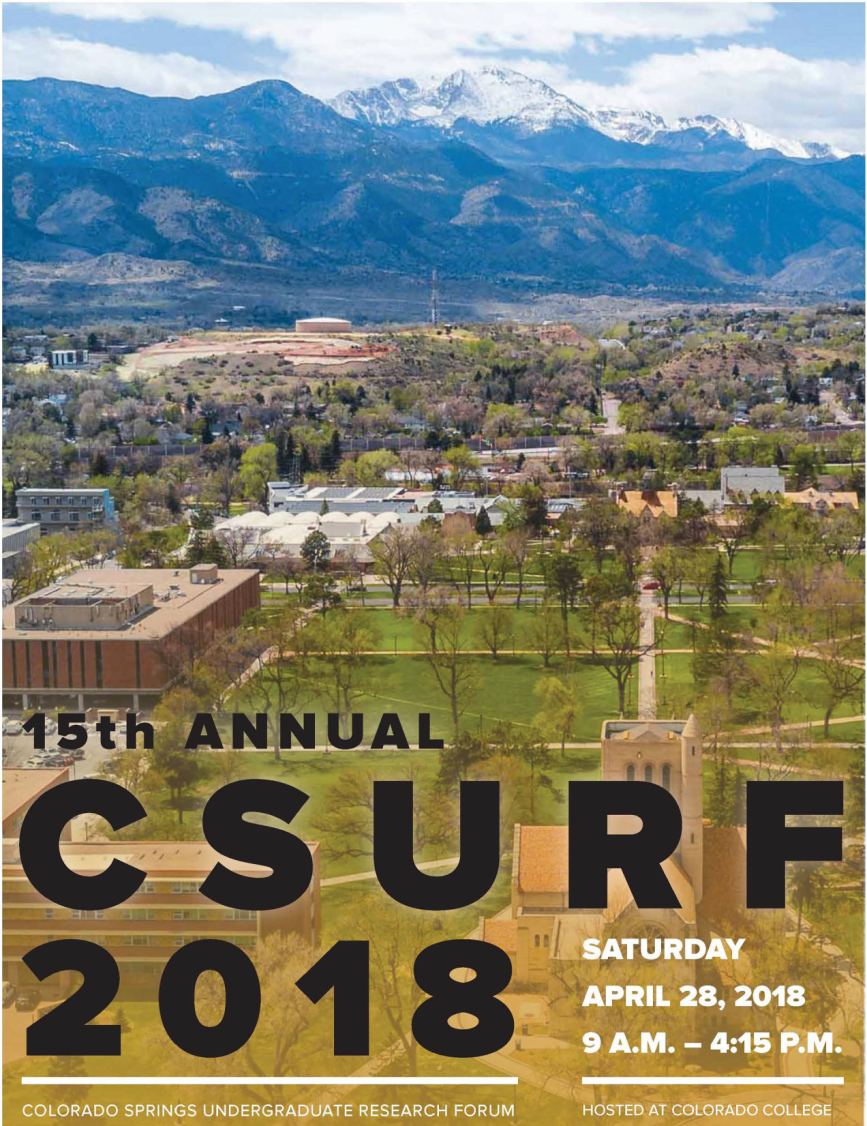 15th ANNUAL
CSURF
2018
SATURDAY
APRIL 28, 2018
9 A.M. – 4:15 P.M.
COLORADO SPRINGS UNDERGRADUATE RESEARCH FORUM
HOSTED AT COLORADO COLLEGE